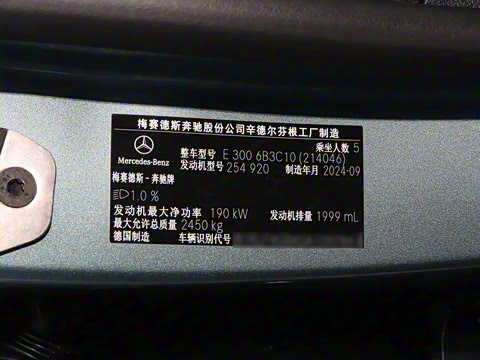 梅赛德斯奔驰股份公司辛德尔芬根工厂制造
乘坐人数 5
Mercedes-Benz
整车型号 E 300 6B3C10 (214046)
发动机型号 254 920 制造年月 2024-09
梅赛德斯 - 奔驰牌
1.0 %
发动机最大净功率 190 kW 发动机排量 1999 mL
最大允许总质量 2450 kg
德国制造 车辆识别代号